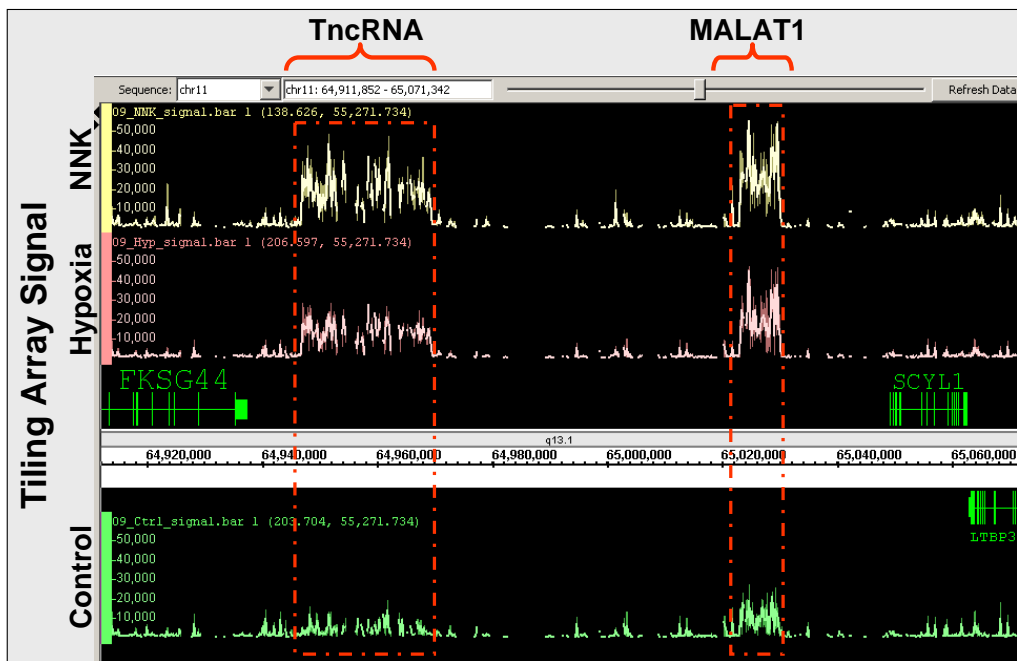 TncRNA MALAT1
Sequence: chr11 chr11: 64,911,852 - 65,071,342 Refresh Data
Tiling Array Signal
NNK
09_NNK_signal.bar 1 (138.626, 55,271.734)
50,000
40,000
30,000
20,000
10,000
Hypoxia
09_Hyp_signal.bar 1 (206.597, 55,271.734)
50,000
40,000
30,000
20,000
10,000
FKSG44 SCYL1
q13.1
64,920,000 64,940,000 64,960,000 64,980,000 65,000,000 65,020,000 65,040,000 65,060,000
Control
09_Ctrl_signal.bar 1 (203.704, 55,271.734)
50,000
40,000
30,000
20,000
10,000
LTBP3